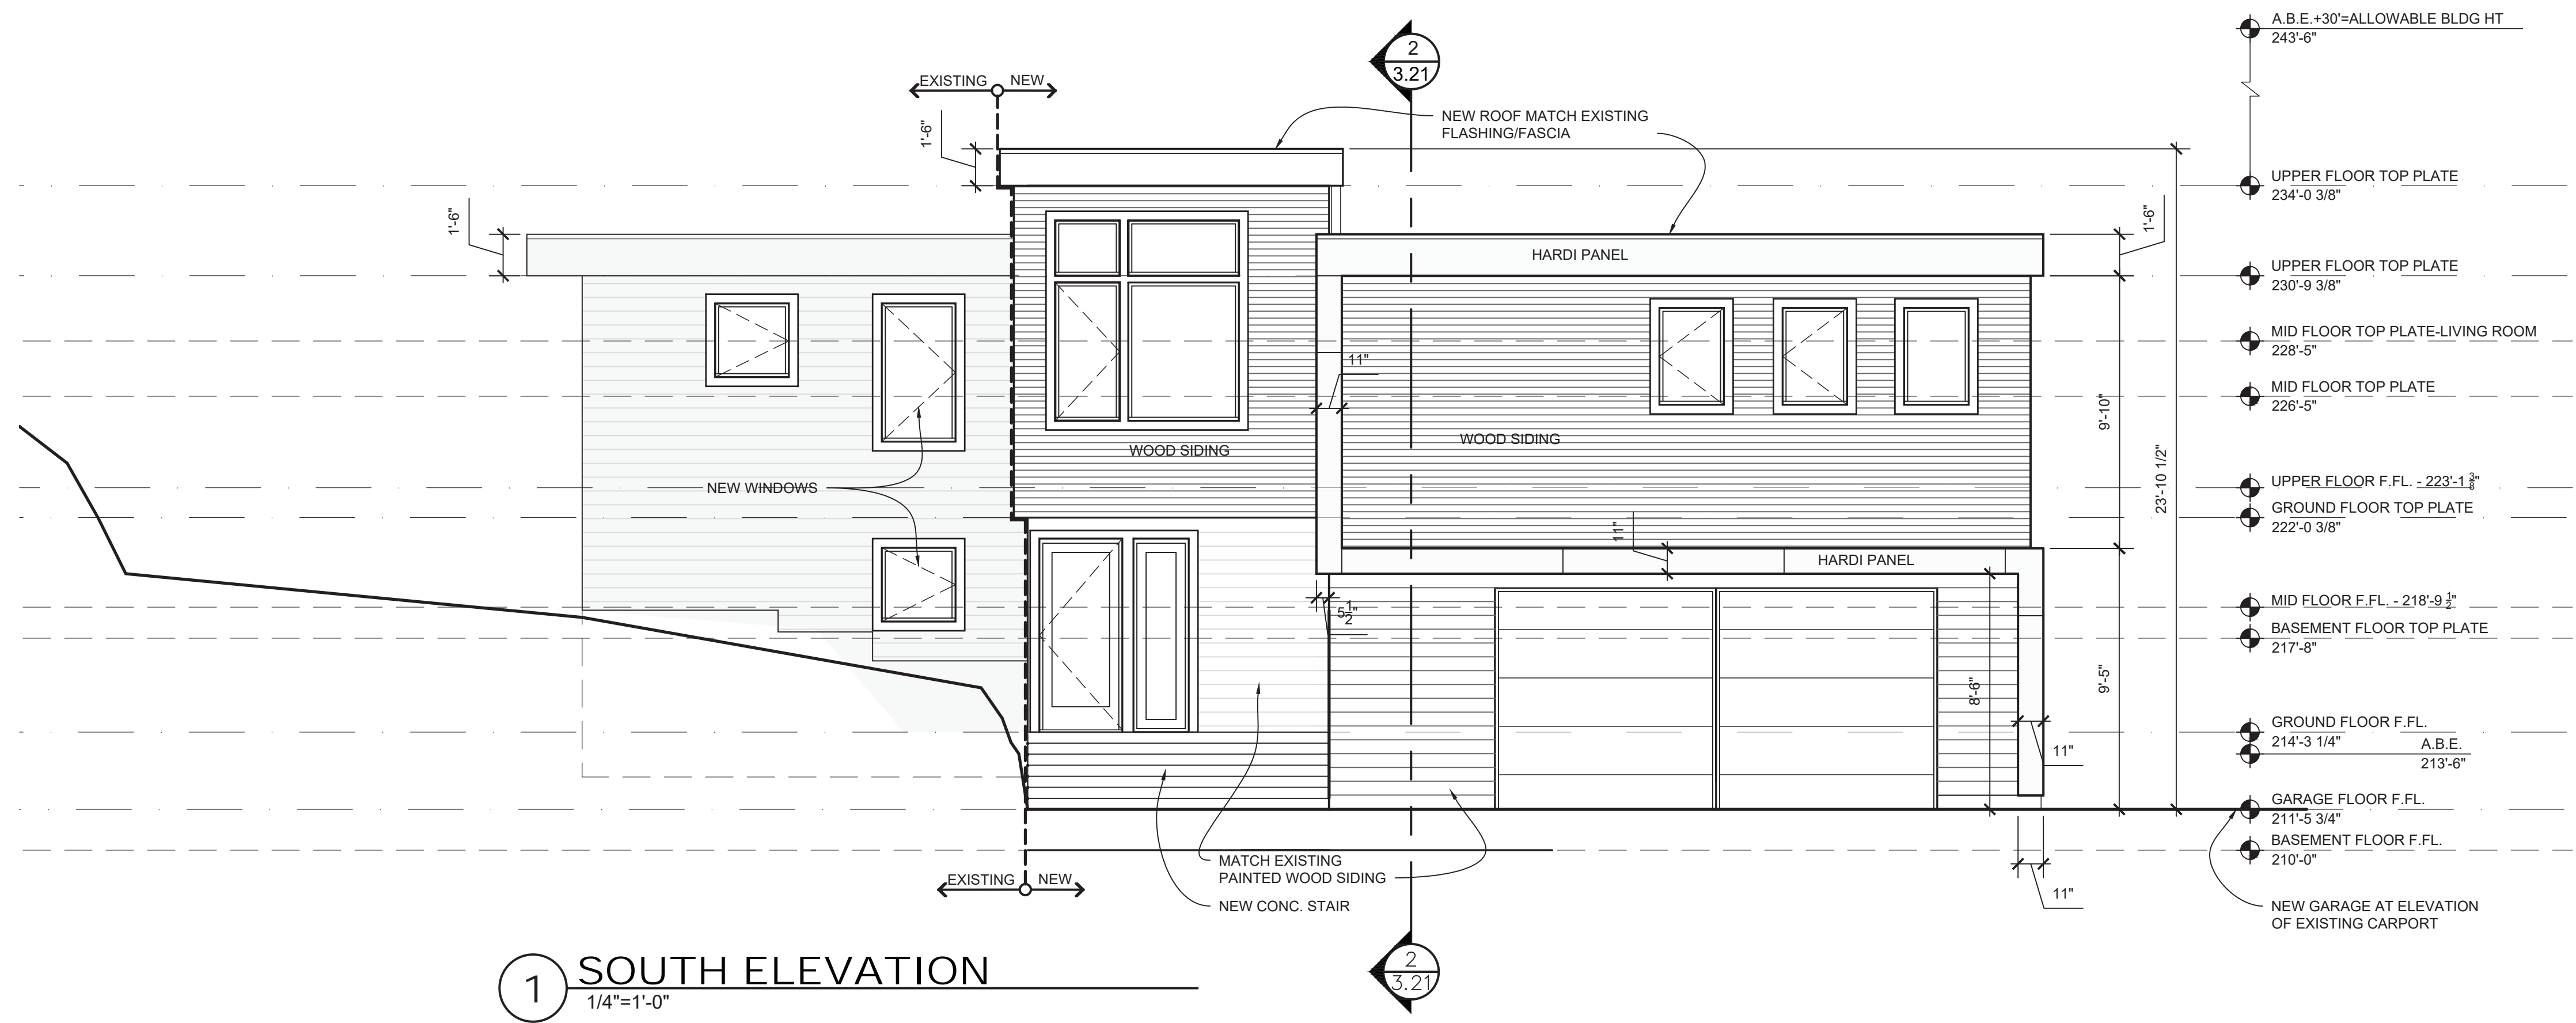 A.B.E.+30'=ALLOWABLE BLDG HT
243'-6"
2
3.21
EXISTING
NEW
1'-6"
NEW ROOF MATCH EXISTING
FLASHING/FASCIA
UPPER FLOOR TOP PLATE
234'-0 3/8"
1'-6"
1'-6"
HARDI PANEL
UPPER FLOOR TOP PLATE
230'-9 3/8"
MID FLOOR TOP PLATE-LIVING ROOM
228'-5"
11"
MID FLOOR TOP PLATE
226'-5"
9'-10"
WOOD SIDING
WOOD SIDING
23'-10 1/2"
NEW WINDOWS
UPPER FLOOR F.FL. - 223'-1 3/8"
GROUND FLOOR TOP PLATE
222'-0 3/8"
11"
HARDI PANEL
5 1/2"
MID FLOOR F.FL. - 218'-9 1/2"
BASEMENT FLOOR TOP PLATE
217'-8"
8'-6"
9'-5"
GROUND FLOOR F.FL.
214'-3 1/4"
A.B.E.
213'-6"
11"
GARAGE FLOOR F.FL.
211'-5 3/4"
BASEMENT FLOOR F.FL.
210'-0"
MATCH EXISTING
PAINTED WOOD SIDING
EXISTING
NEW
11"
NEW CONC. STAIR
NEW GARAGE AT ELEVATION
OF EXISTING CARPORT
2
3.21
1
SOUTH ELEVATION
1/4"=1'-0"